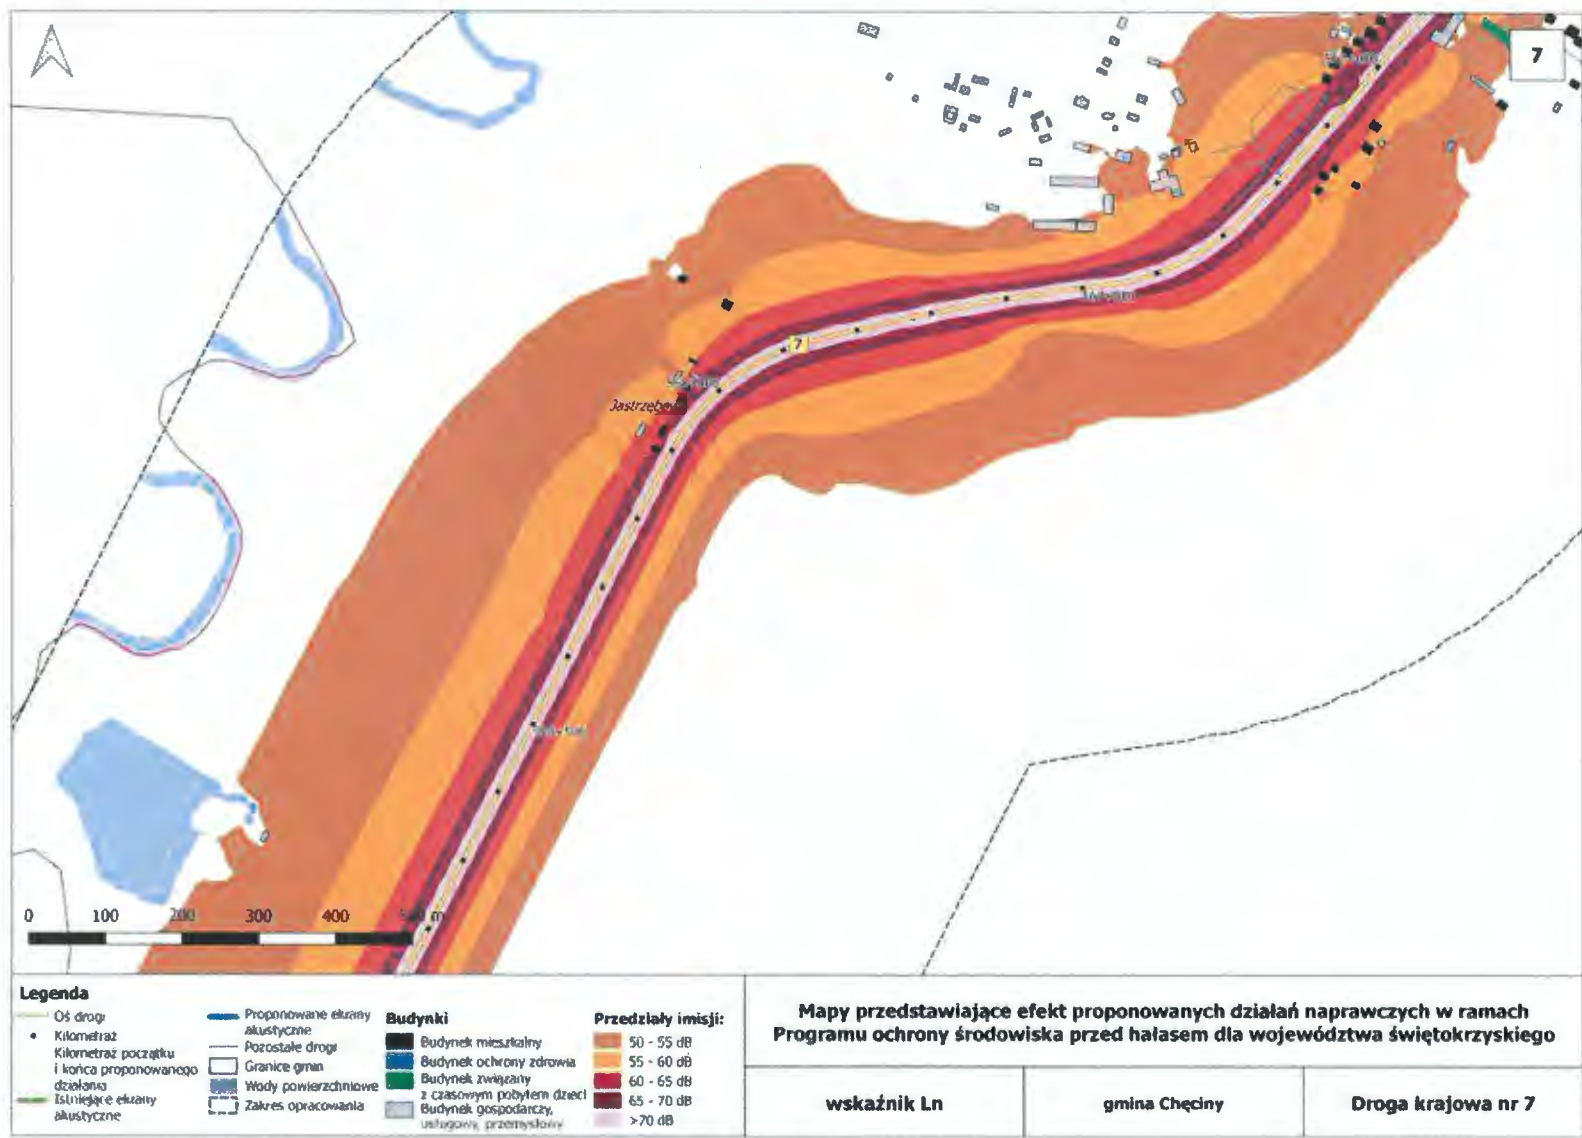 7
7
Jastrzęb
0 100 200 300 400 m
Legenda
Oś drogi
Kilometraż
Kilometraż początku
i końca proponowanego
działania
Istniejące ekrany
akustyczne
Proponowane ekrany
akustyczne
Pozostałe drogi
Granice gmin
Wody powierzchniowe
Zakres opracowania
Budynki
Budynek mieszkalny
Budynek ochrony zdrowia
Budynek związany
z czasowym pobytem dzieci
Budynek gospodarczy,
usługowy, przemysłowy
Przedziały imisji:
50 - 55 dB
55 - 60 dB
60 - 65 dB
65 - 70 dB
>70 dB
Mapy przedstawiające efekt proponowanych działań naprawczych w ramach
Programu ochrony środowiska przed hałasem dla województwa świętokrzyskiego
wskaźnik Ln
gmina Chęciny
Droga krajowa nr 7